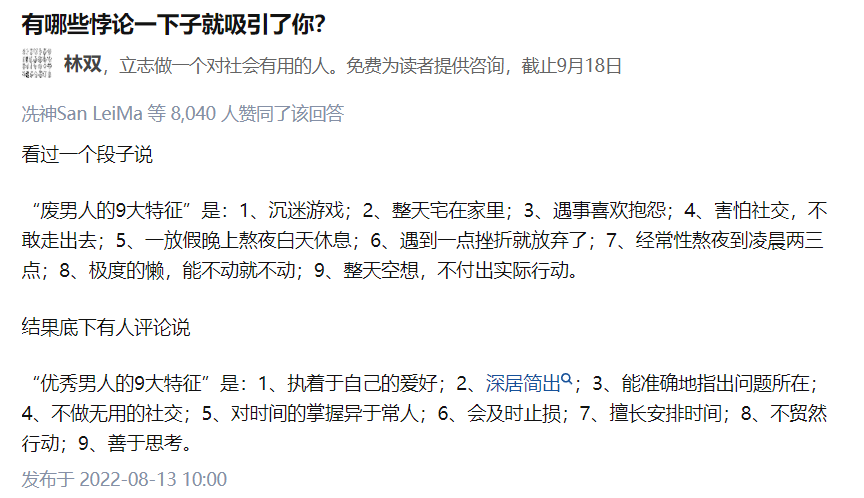 有哪些悖论一下子就吸引了你？
林双，立志做一个对社会有用的人。免费为读者提供咨询，截止9月18日
冼神San LeiMa 等 8,040 人赞同了该回答
看过一个段子说
“废男人的9大特征”是：1、沉迷游戏；2、整天宅在家里；3、遇事喜欢抱怨；4、害怕社交，不
敢走出去；5、一放假晚上熬夜白天休息；6、遇到一点挫折就放弃了；7、经常性熬夜到凌晨两三
点；8、极度的懒，能不动就不动；9、整天空想，不付出实际行动。
结果底下有人评论说
“优秀男人的9大特征”是：1、执着于自己的爱好；2、深居简出；3、能准确地指出问题所在；
4、不做无用的社交；5、对时间的掌握异于常人；6、会及时止损；7、擅长安排时间；8、不贸然
行动；9、善于思考。
发布于 2022-08-13 10:00